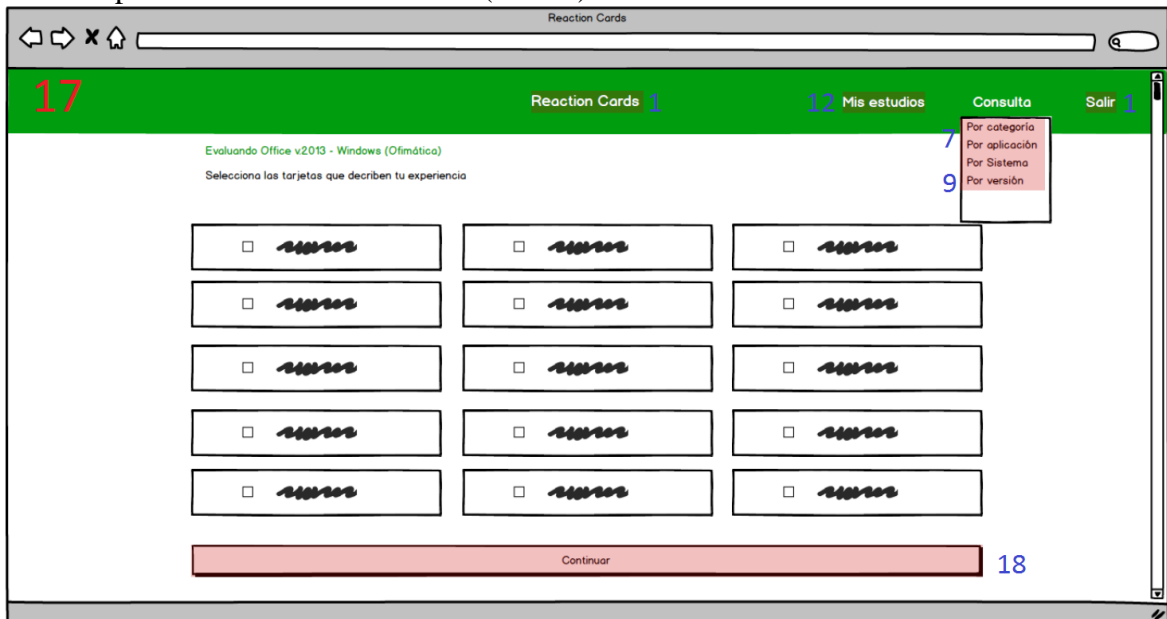 Reaction Cards
17
Reaction Cards 1
12 Mis estudios
Consulta
Salir 1
7 Por categoría
Por aplicación
Por Sistema
9 Por versión
Evaluando Office v.2013 - Windows (Ofimática)
Selecciona las tarjetas que decriben tu experiencia
Continuar
18